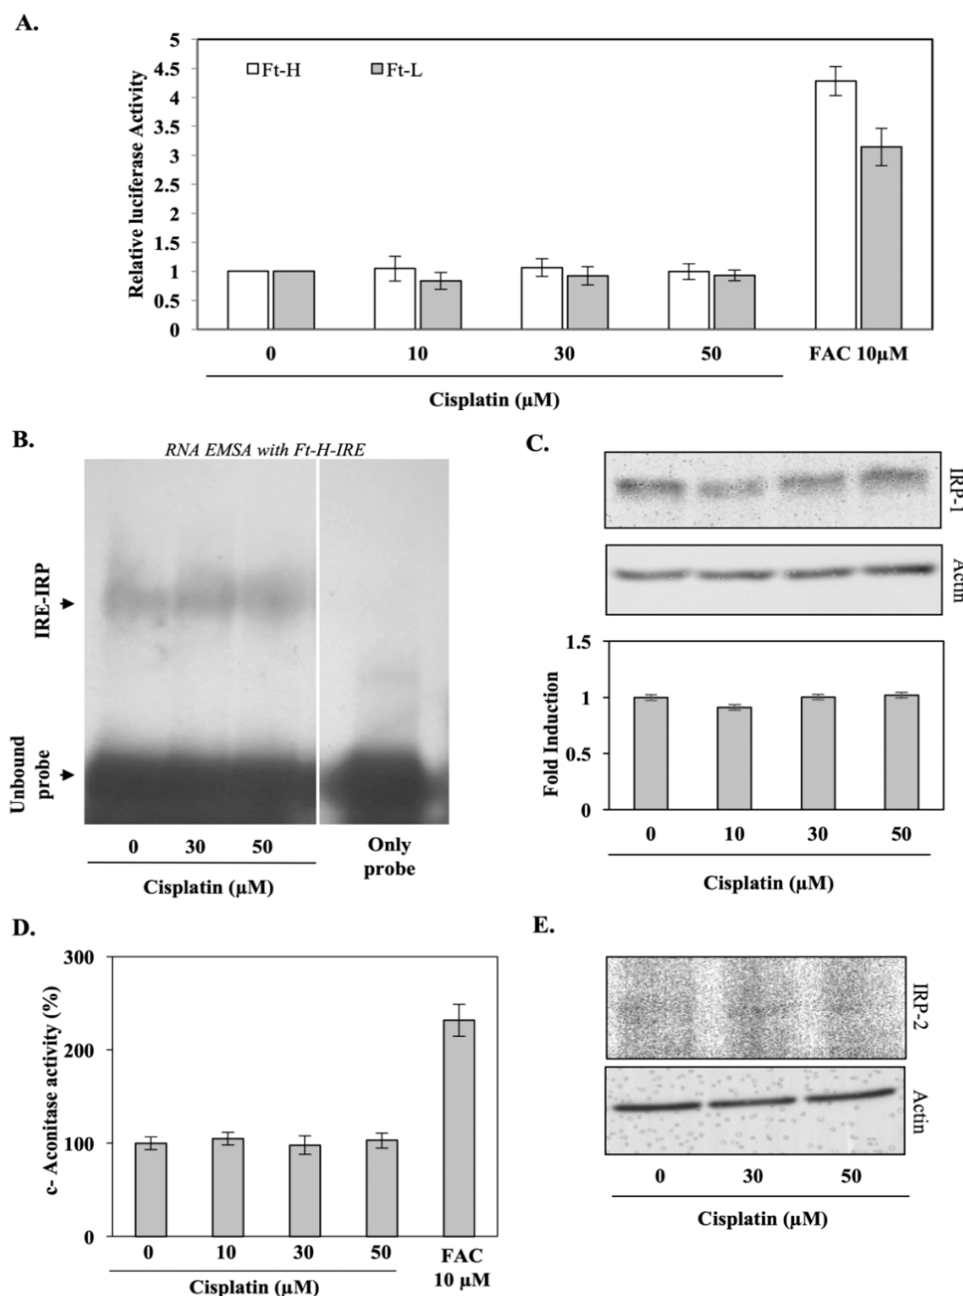 A.
5
4.5
4
3.5
3
2.5
2
1.5
1
0.5
0
Relative luciferase Activity
Ft-H Ft-L
0 10 30 50 FAC 10µM
Cisplatin (µM)
B.
RNA EMSA with Ft-H-IRE
IRE-IRP
Unbound
probe
0 30 50 Only
probe
Cisplatin (µM)
C.
IRP-1
Actin
1.5
1
0.5
0
Fold Induction
0 10 30 50
Cisplatin (µM)
D.
300
200
100
0
c- Aconitase activity (%)
0 10 30 50 FAC
10 µM
Cisplatin (µM)
E.
IRP-2
Actin
0 30 50
Cisplatin (µM)